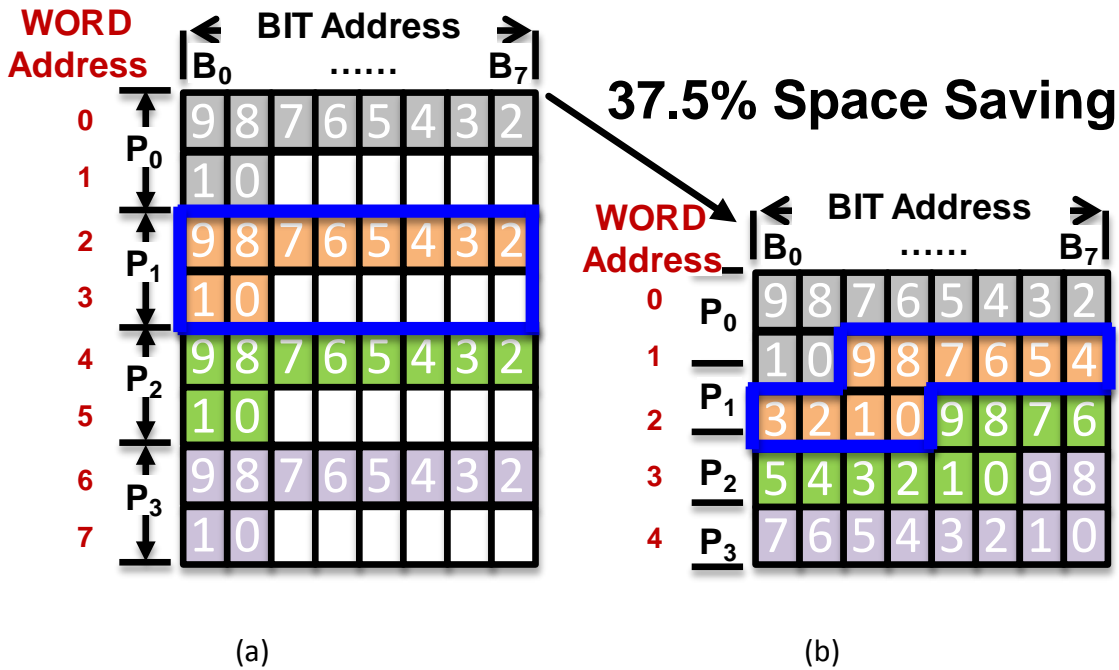 WORD
Address
BIT Address
B0 ...... B7
37.5% Space Saving
0 P0 9 8 7 6 5 4 3 2
1 1 0
2 P1 9 8 7 6 5 4 3 2
3 1 0
4 P2 9 8 7 6 5 4 3 2
5 1 0
6 P3 9 8 7 6 5 4 3 2
7 1 0
(a)
WORD
Address
BIT Address
B0 ...... B7
0 P0 9 8 7 6 5 4 3 2
1 1 0 9 8 7 6 5 4
2 P1 3 2 1 0 9 8 7 6
3 P2 5 4 3 2 1 0 9 8
4 P3 7 6 5 4 3 2 1 0
(b)